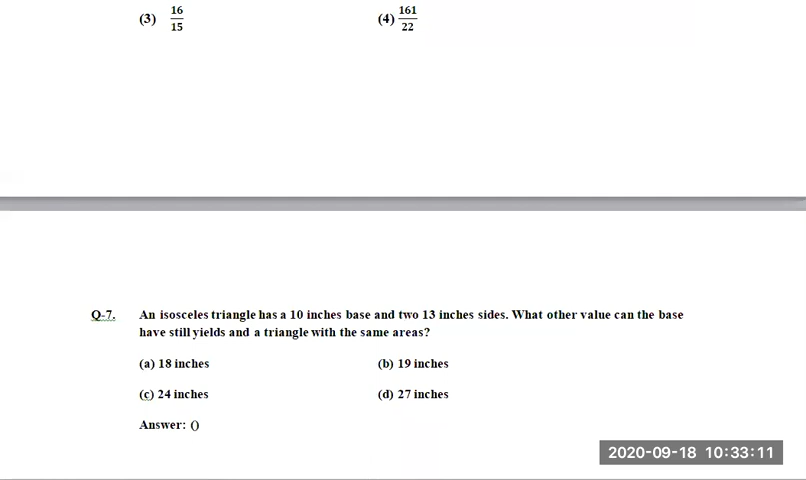 (3) 16/15 (4) 161/22
Q-7. An isosceles triangle has a 10 inches base and two 13 inches sides. What other value can the base
have still yields and a triangle with the same areas?
(a) 18 inches (b) 19 inches
(c) 24 inches (d) 27 inches
Answer: ()
2020-09-18 10:33:11